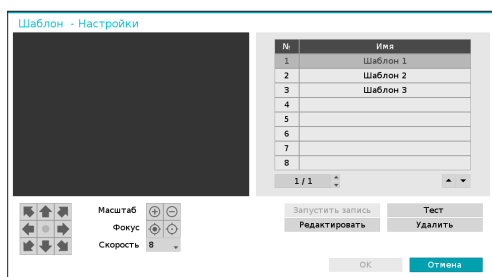 Шаблон - Настройки
№ Имя
1 Шаблон 1
2 Шаблон 2
3 Шаблон 3
4
5
6
7
8
1 / 1
Масштаб
Фокус
Скорость 8
Запустить запись Тест
Редактировать Удалить
OK Отмена